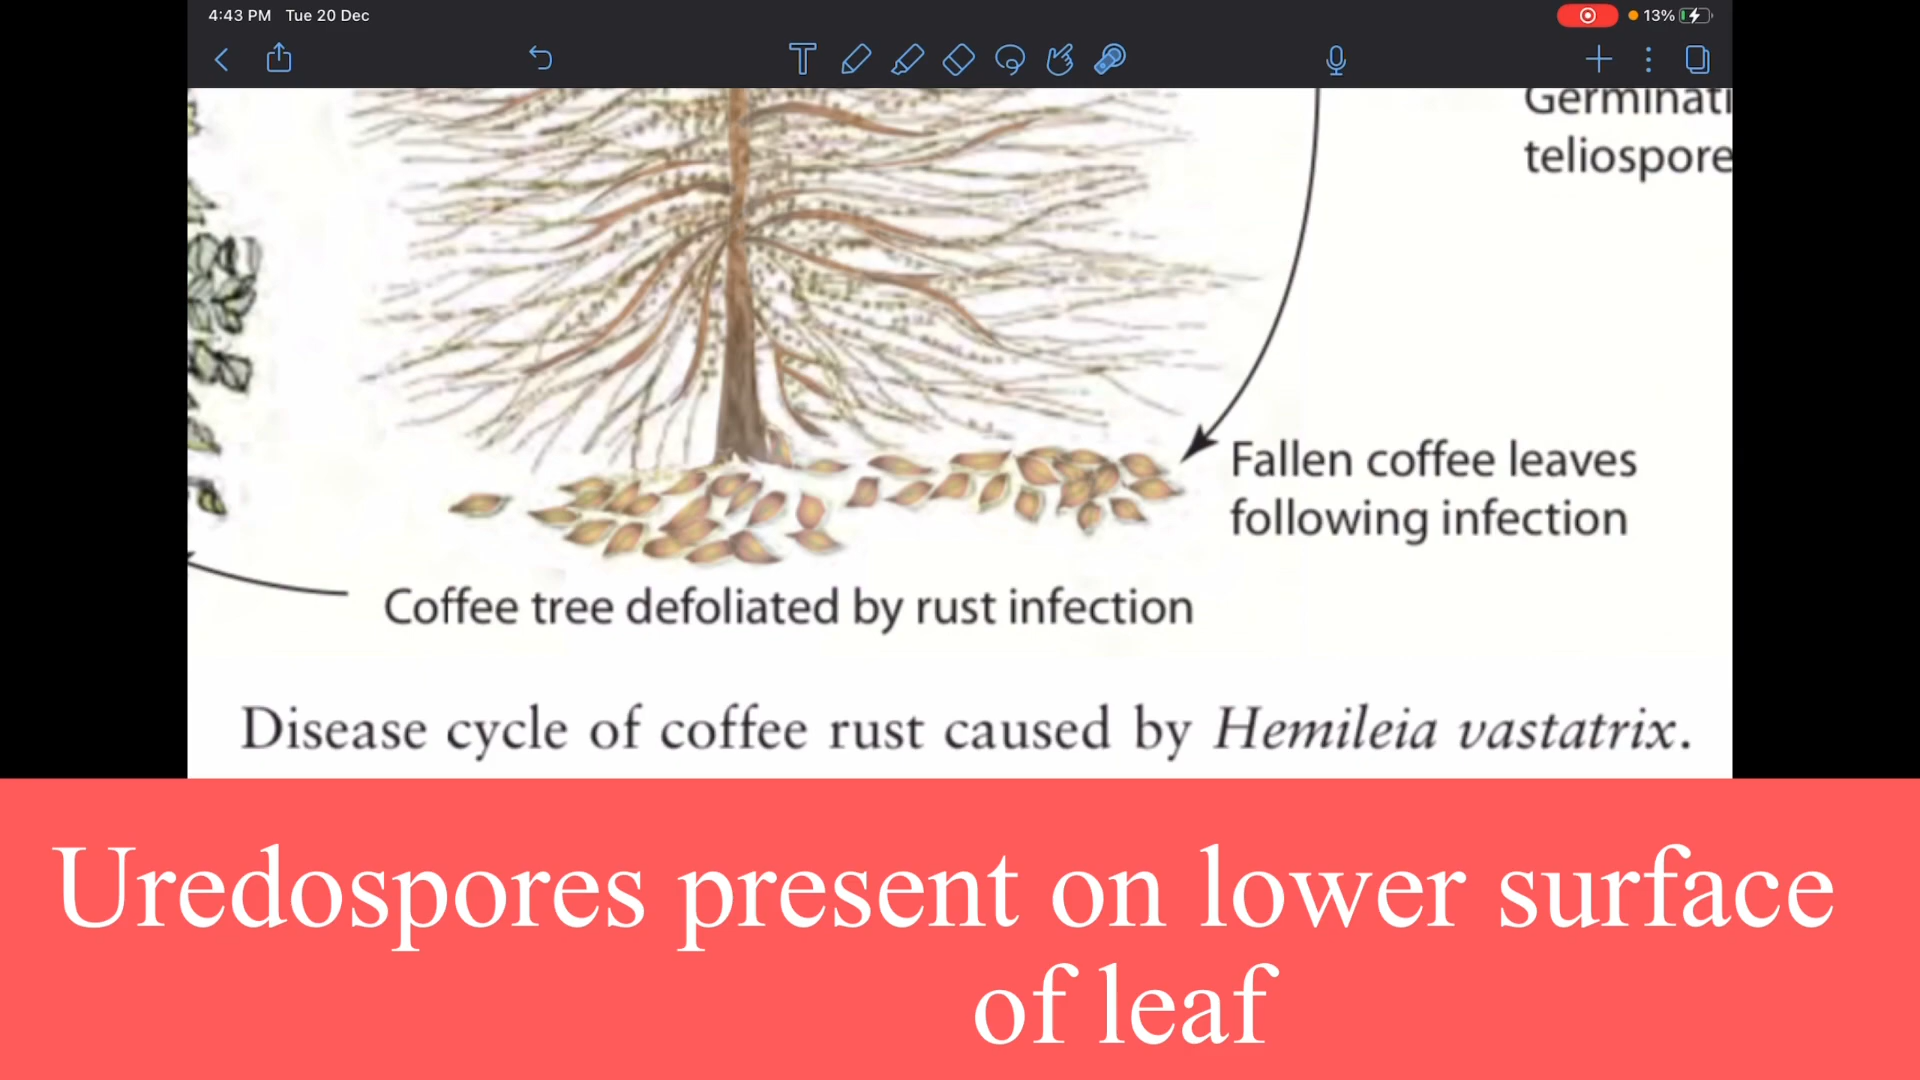 4:43 PM Tue 20 Dec
13%
Germinati
teliospore
Fallen coffee leaves
following infection
Coffee tree defoliated by rust infection
Disease cycle of coffee rust caused by Hemileia vastatrix.
Uredospores present on lower surface
of leaf